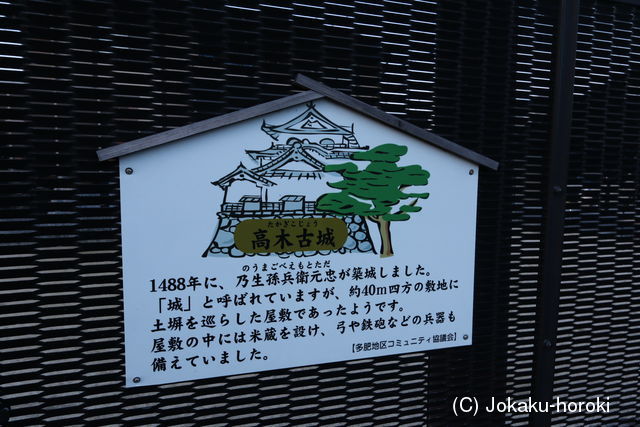 たかぎこじょう
高木古城
のうまごべえもとただ
1488年に、乃生孫兵衛元忠が築城しました。
「城」と呼ばれていますが、約40m四方の敷地に
土塀を巡らした屋敷であったようです。
屋敷の中には米蔵を設け、弓や鉄砲などの兵器も
備えていました。
【多肥地区コミュニティ協議会】
(C) Jokaku-horoki